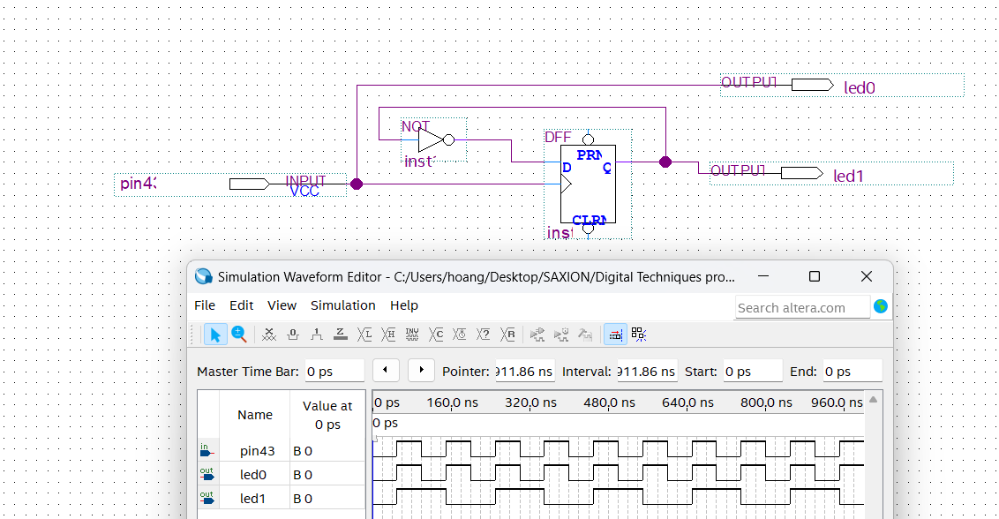 OUTPUT led0
NOT
DFF
PRN
D Q
OUTPUT led1
inst
pin43 INPUT
VCC
CLRN
inst
Simulation Waveform Editor - C:/Users/hoang/Desktop/SAXION/Digital Techniques pro...
File Edit View Simulation Help
Search altera.com
Master Time Bar: 0 ps Pointer: 911.86 ns Interval: 911.86 ns Start: 0 ps End: 0 ps
Name Value at
0 ps
0 ps 160.0 ns 320.0 ns 480.0 ns 640.0 ns 800.0 ns 960.0 ns
0 ps
in pin43 B 0
out led0 B 0
out led1 B 0